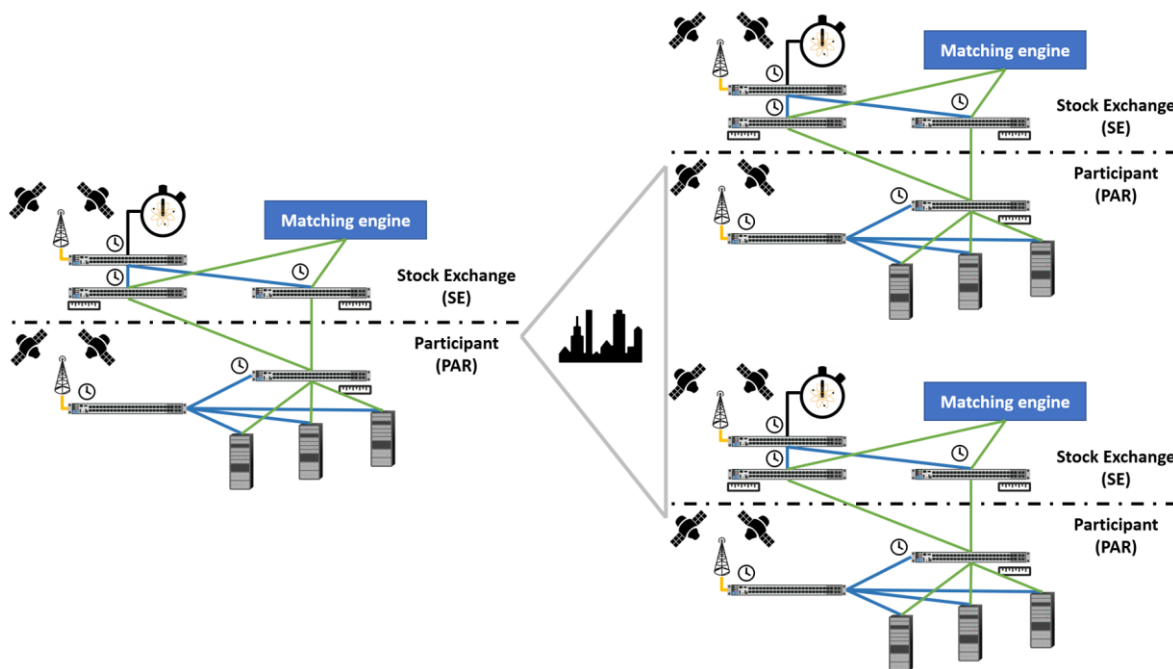 Matching engine
Stock Exchange
(SE)
Participant
(PAR)
Matching engine
Stock Exchange
(SE)
Participant
(PAR)
Matching engine
Stock Exchange
(SE)
Participant
(PAR)